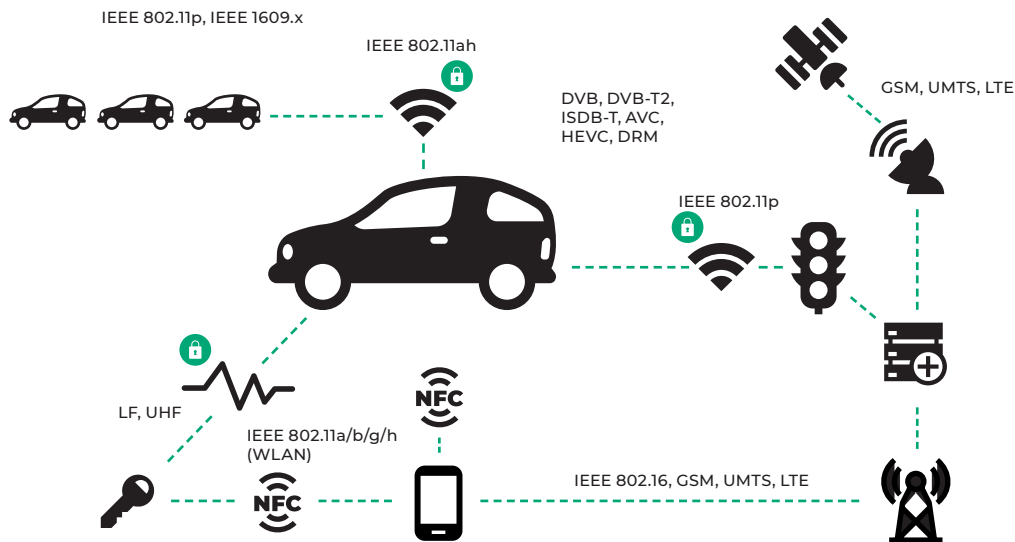 IEEE 802.11p, IEEE 1609.x
IEEE 802.11ah
GSM, UMTS, LTE
DVB, DVB-T2,
ISDB-T, AVC,
HEVC, DRM
IEEE 802.11p
LF, UHF
NFC
IEEE 802.11a/b/g/h
(WLAN)
IEEE 802.16, GSM, UMTS, LTE
NFC